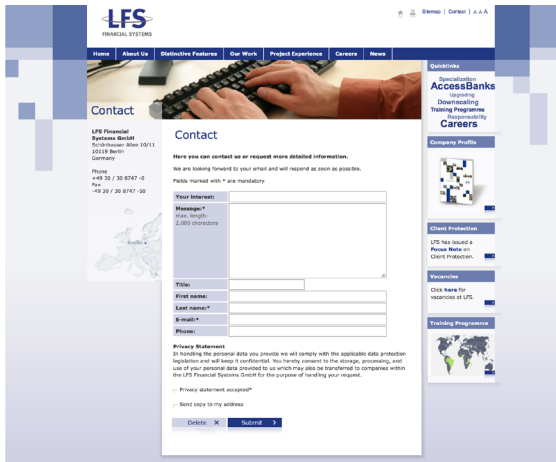 LFS
FINANCIAL SYSTEMS
Sitemap | Contact | A A A
Home About Us Distinctive Features Our Work Project Experience Careers News
Contact
LFS Financial
Systems GmbH
Schönhauser Allee 10/11
10119 Berlin
Germany
Phone
+49 30 / 30 8747 -0
Fax
-49 30 / 30 8747 -50
Berlin
Contact
Here you can contact us or request more detailed information.
We are looking forward to your email and will respond as soon as possible.
Fields marked with * are mandatory.
Your interest:
Message:*
max. length:
2,000 characters
Title:
First name:
Last name:*
E-mail:*
Phone:
Privacy Statement
In handling the personal data you provide we will comply with the applicable data protection
legislation and will keep it confidential. You hereby consent to the storage, processing, and
use of your personal data provided to us which may also be transferred to companies within
the LFS Financial Systems GmbH for the purpose of handling your request.
Privacy statement accepted*
Send copy to my address
Delete X Submit >
Quicklinks
Specialization
AccessBanks
Upgrading
Downscaling
Training Programme
Responsability
Careers
Company Profile
Client Protection
LFS has issued a
Focus Note on
Client Protection.
Vacancies
Click here for
vacancies at LFS.
Training Programme